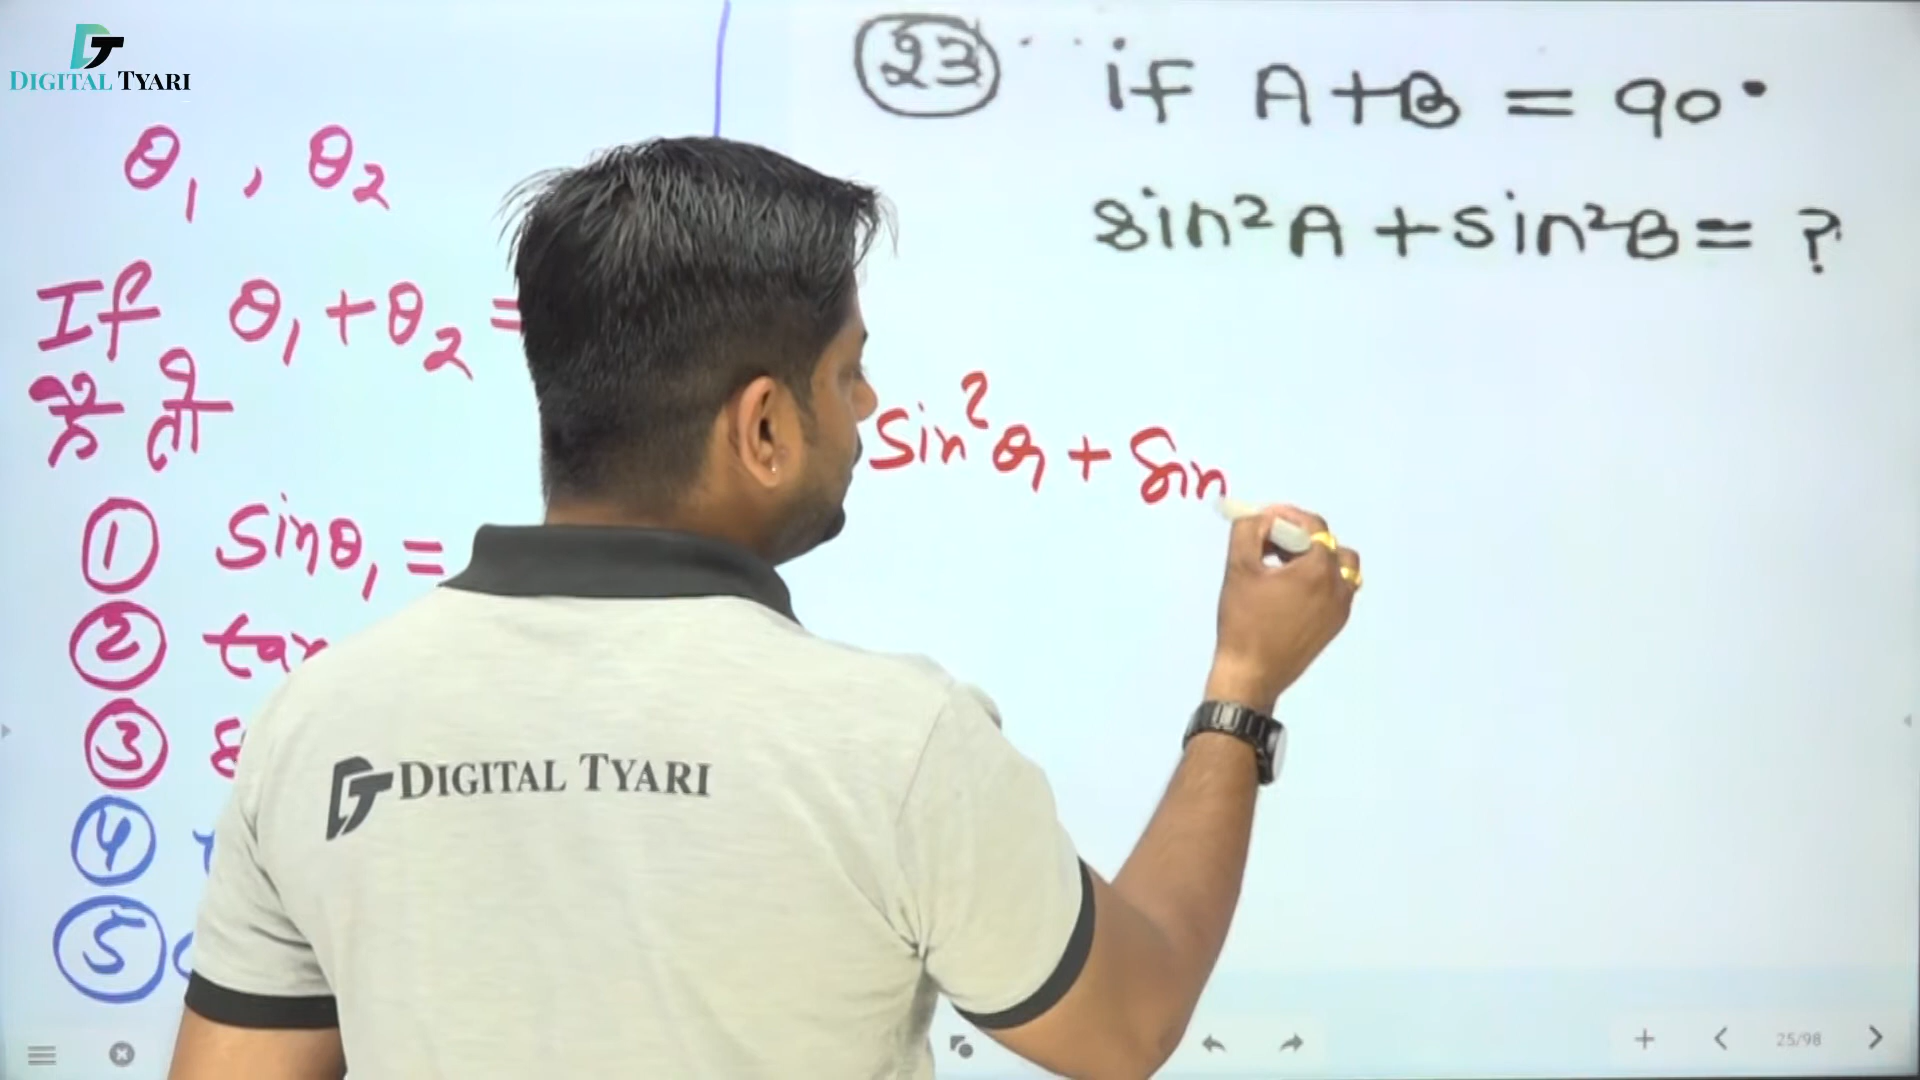 DIGITAL TYARI
θ₁, θ₂
If θ₁+θ₂ =
है तो
① Sinθ₁ =
② tan
③
④
⑤
23 if A+B = 90°
sin²A + sin²B = ?
Sin²θ₁ + Sin
DIGITAL TYARI
25/98